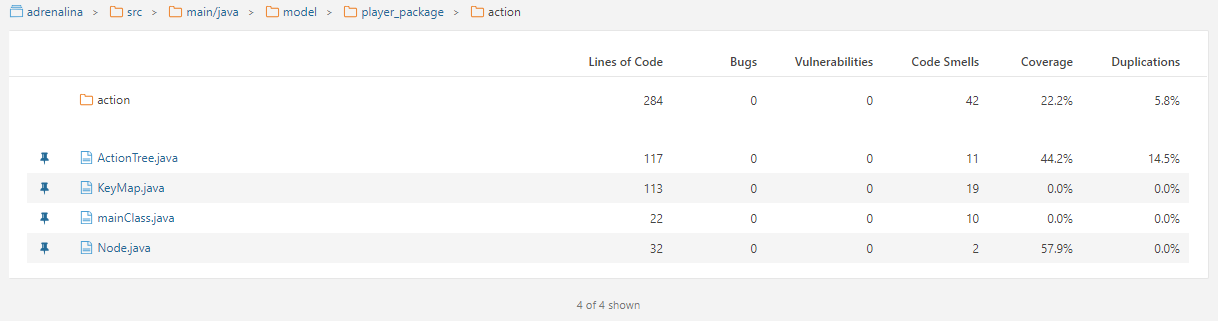 adrenalina > src > main/java > model > player_package > action
Lines of Code Bugs Vulnerabilities Code Smells Coverage Duplications
action 284 0 0 42 22.2% 5.8%
ActionTree.java 117 0 0 11 44.2% 14.5%
KeyMap.java 113 0 0 19 0.0% 0.0%
mainClass.java 22 0 0 10 0.0% 0.0%
Node.java 32 0 0 2 57.9% 0.0%
4 of 4 shown